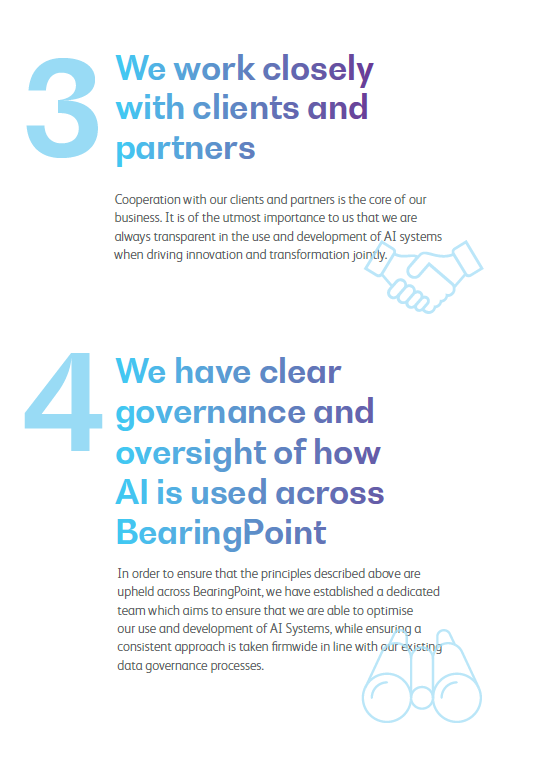 3
We work closely
with clients and
partners
Cooperation with our clients and partners is the core of our
business. It is of the utmost importance to us that we are
always transparent in the use and development of AI systems
when driving innovation and transformation jointly.
4
We have clear
governance and
oversight of how
AI is used across
BearingPoint
In order to ensure that the principles described above are
upheld across BearingPoint, we have established a dedicated
team which aims to ensure that we are able to optimise
our use and development of AI Systems, while ensuring a
consistent approach is taken firmwide in line with our existing
data governance processes.